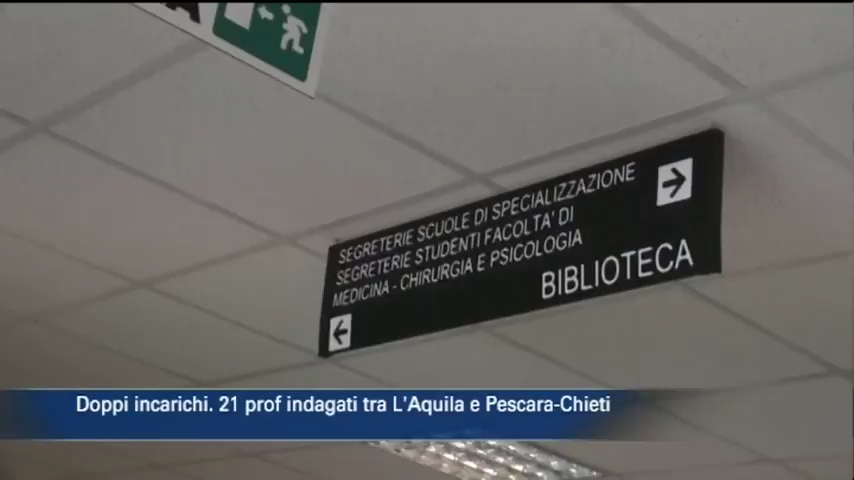 SEGRETERIE SCUOLE DI SPECIALIZZAZIONE
SEGRETERIE STUDENTI FACOLTA' DI
MEDICINA - CHIRURGIA E PSICOLOGIA
BIBLIOTECA
Doppi incarichi. 21 prof indagati tra L'Aquila e Pescara-Chieti